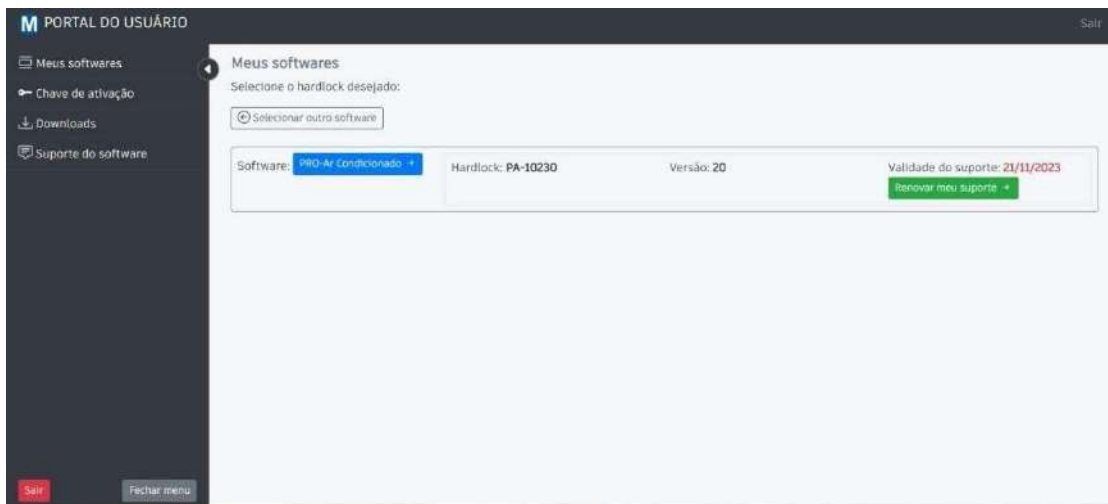 M PORTAL DO USUÁRIO
Sair
Meus softwares
Chave de ativação
Downloads
Suporte do software
Sair
Fechar menu
Meus softwares
Selecione o hardlock desejado:
Selecionar outro software
Software: PRO-Ar Condicionado → Hardlock: PA-10230 Versão: 20 Validade do suporte: 21/11/2023
Renovar meu suporte →